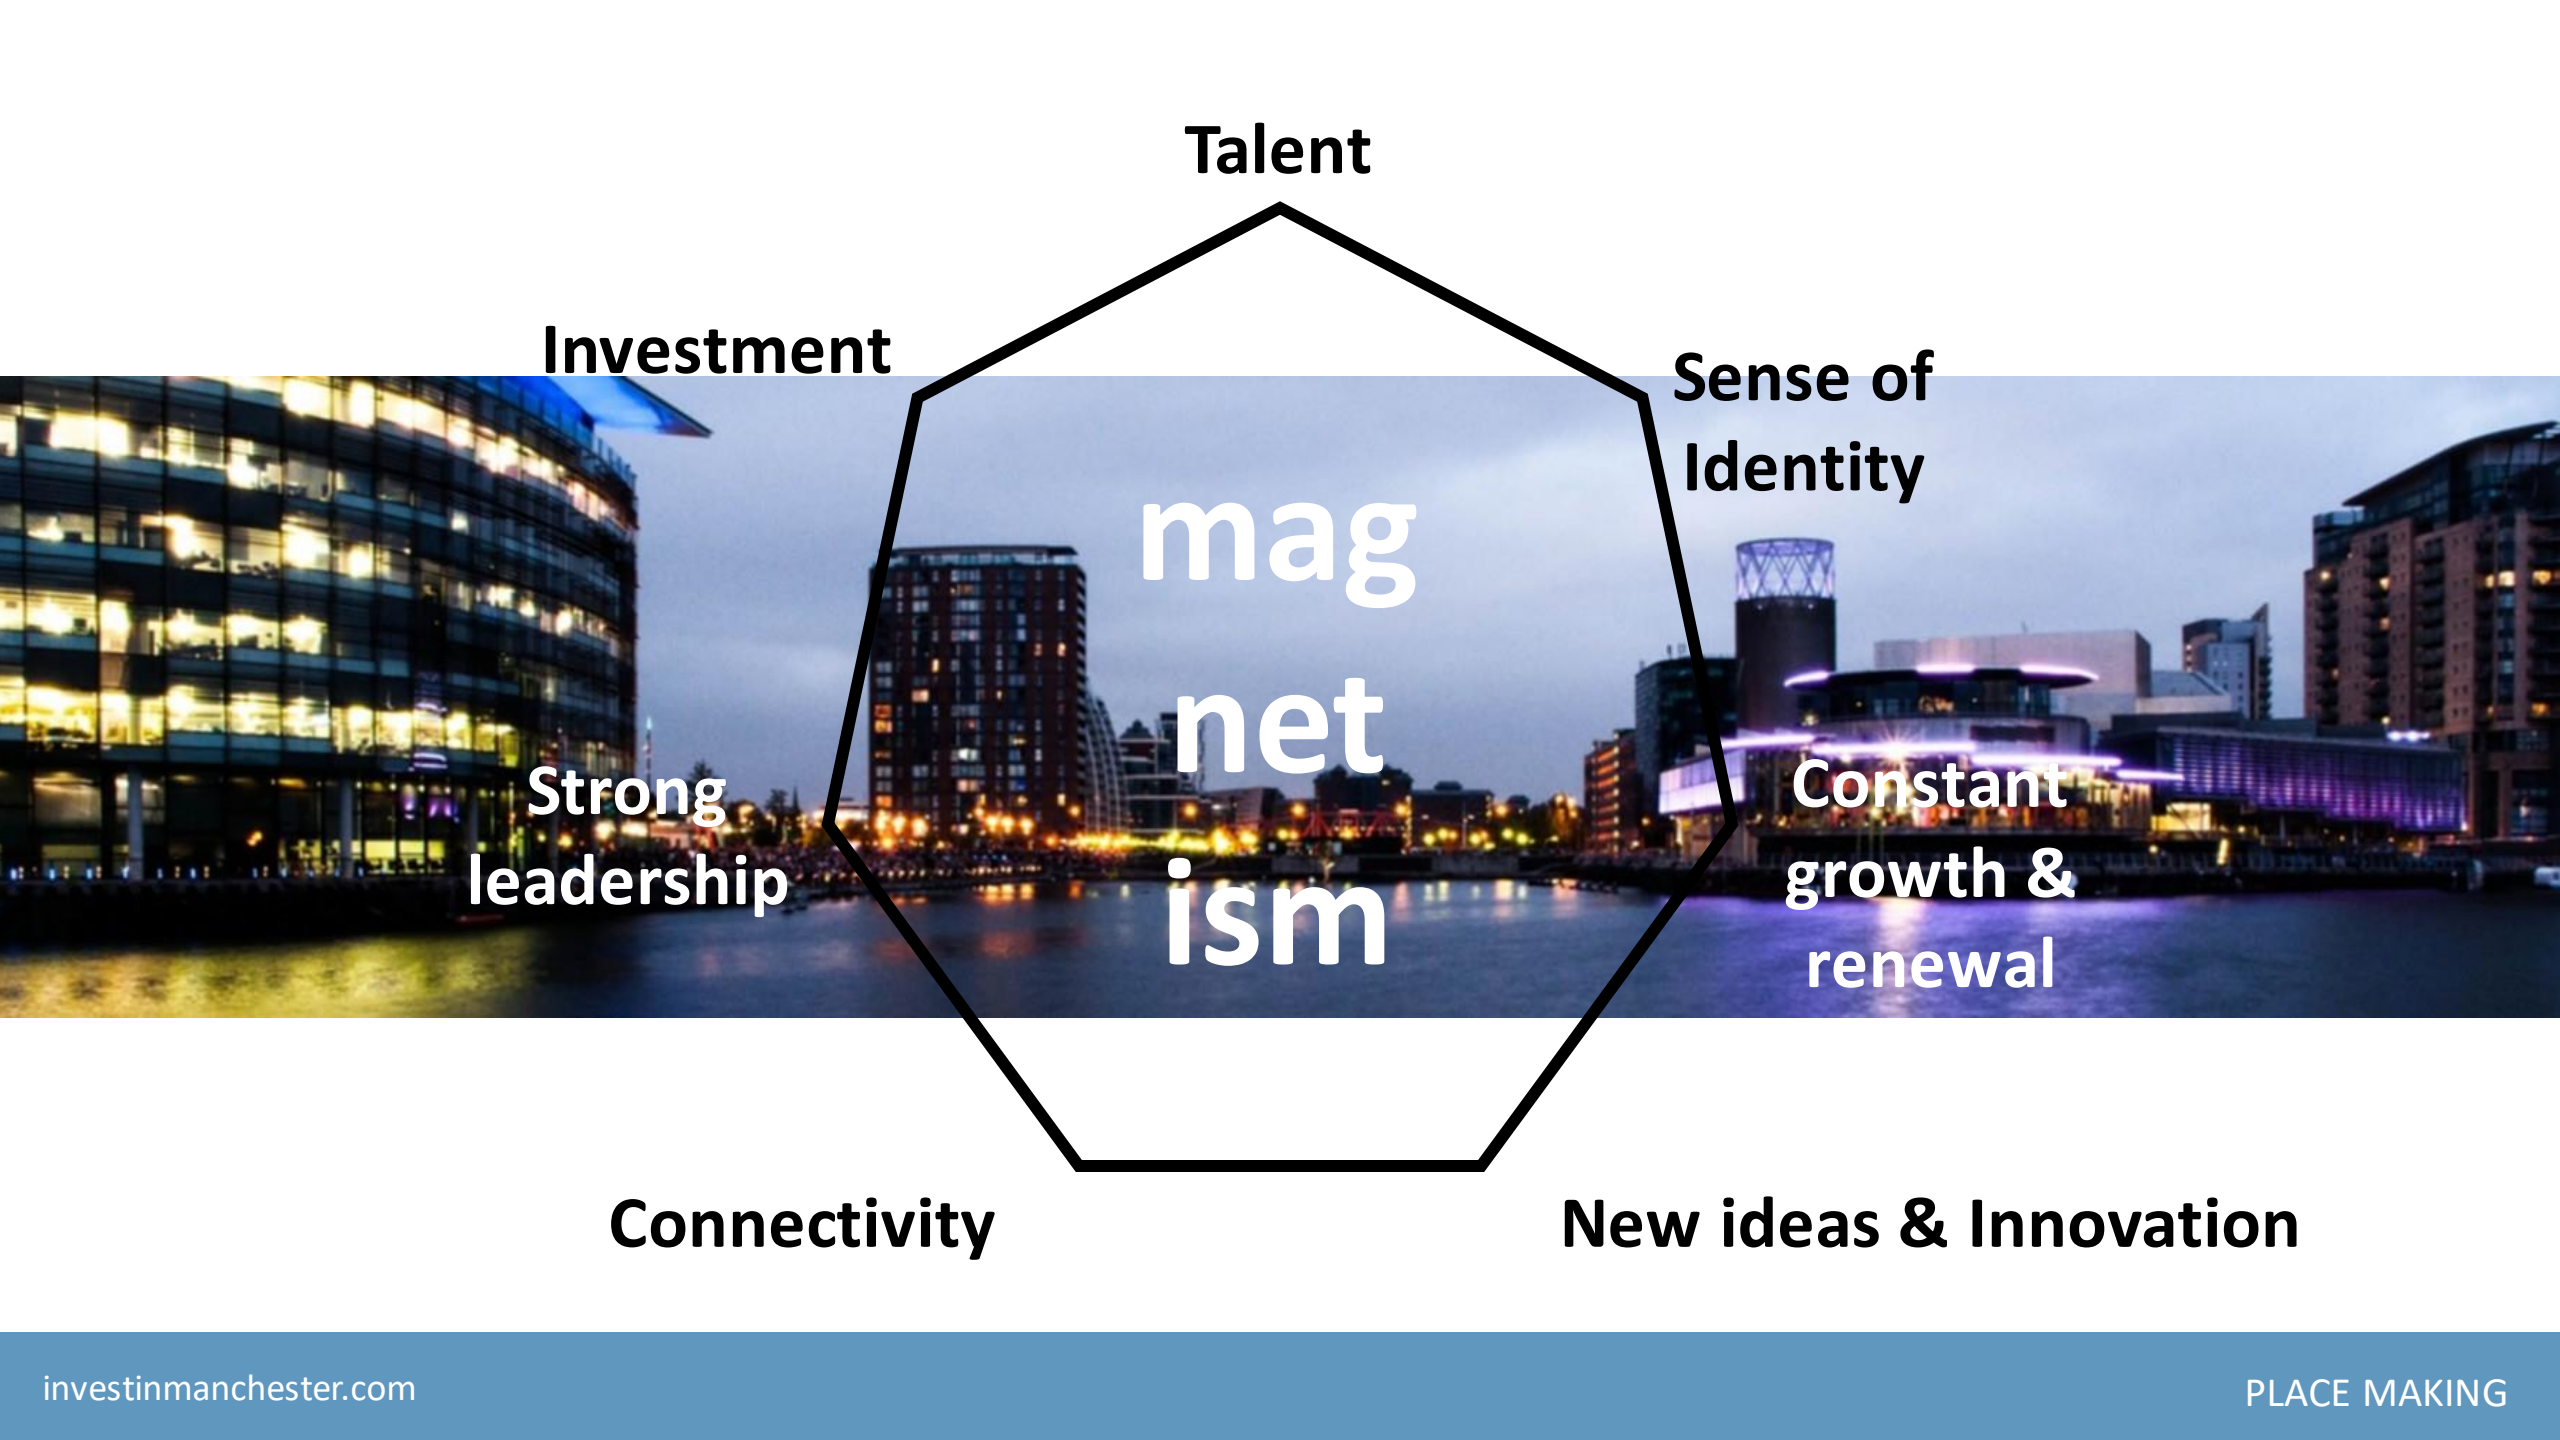 Talent
Investment
Sense of
Identity
mag
net
ism
Strong
leadership
Constant
growth &
renewal
Connectivity
New ideas & Innovation
investinmanchester.com
PLACE MAKING